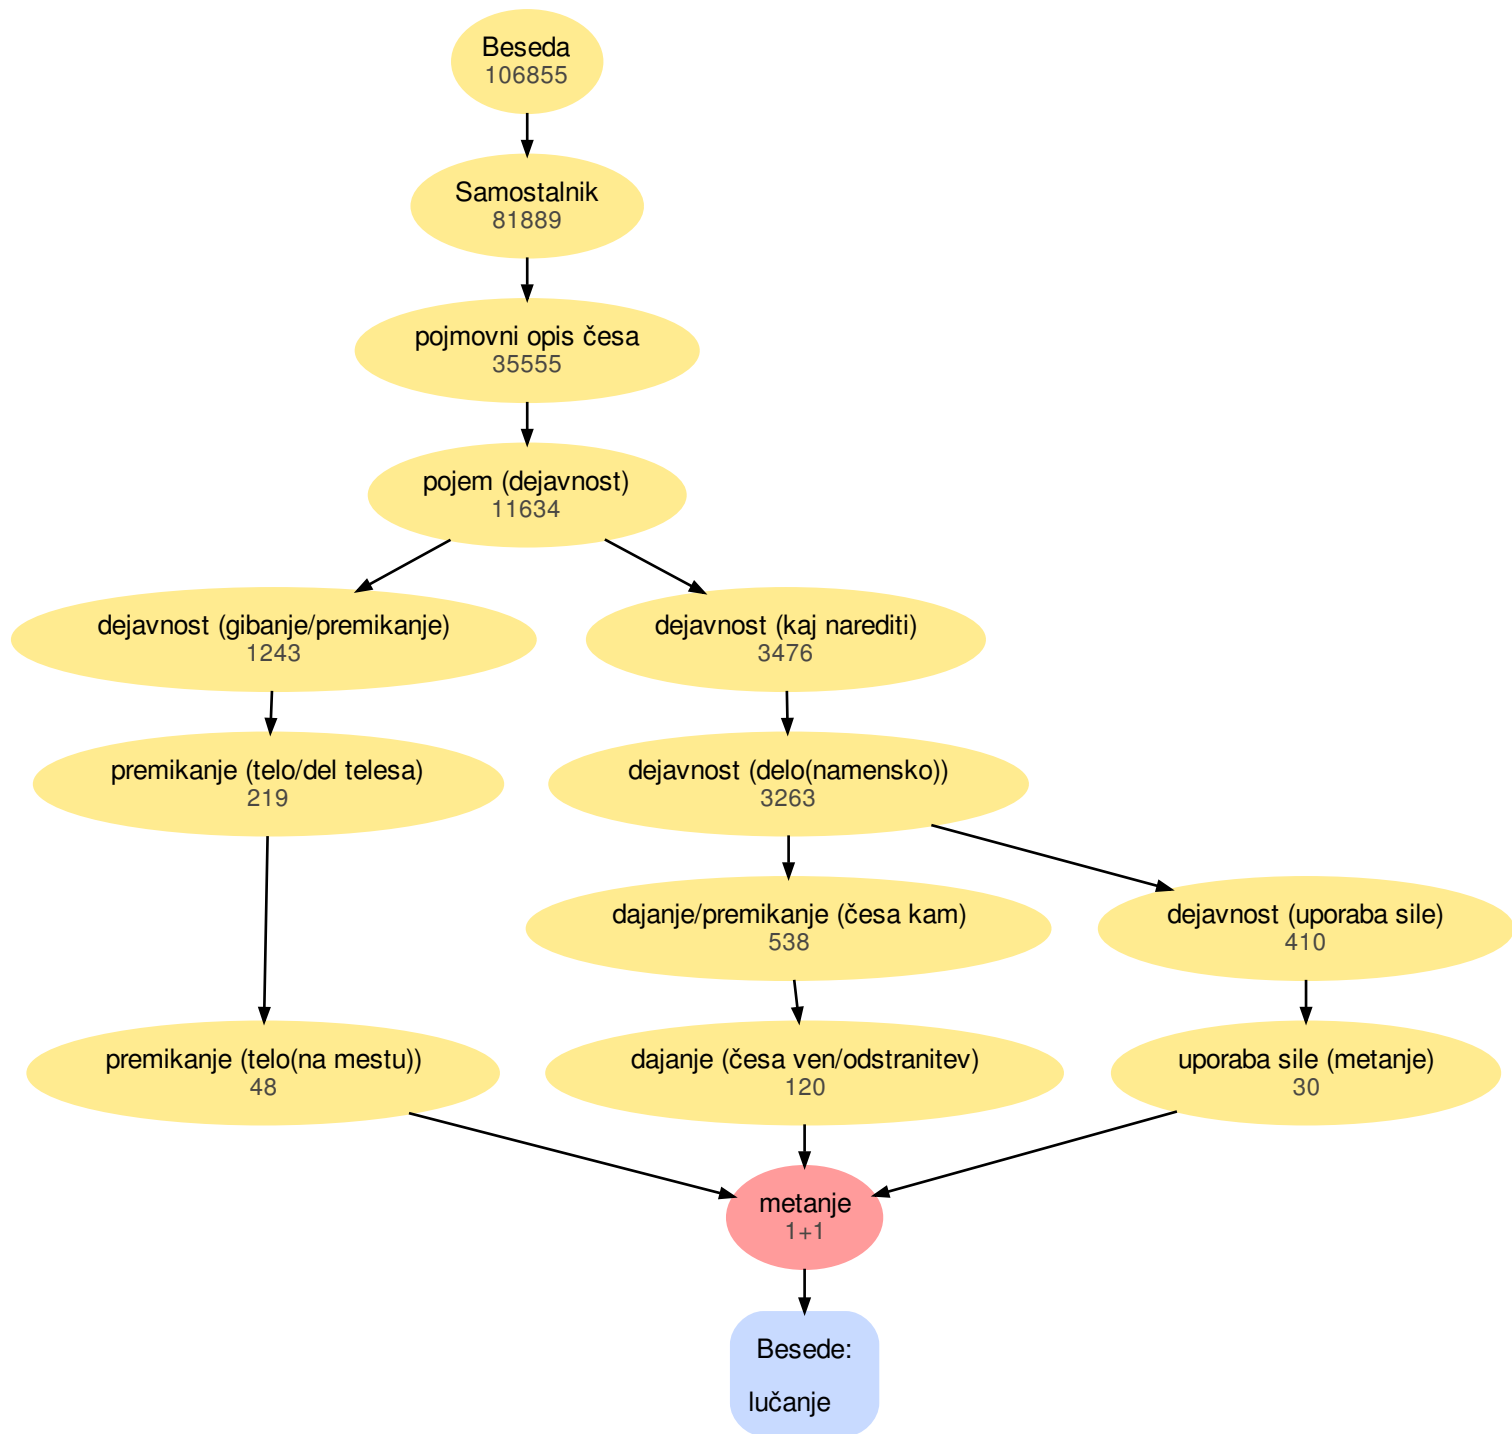 Beseda
106855
Samostalnik
81889
pojmovni opis česa
35555
pojem (dejavnost)
11634
dejavnost (gibanje/premikanje)
1243
dejavnost (kaj narediti)
3476
premikanje (telo/del telesa)
219
dejavnost (delo(namensko))
3263
dajanje/premikanje (česa kam)
538
dejavnost (uporaba sile)
410
premikanje (telo(na mestu))
48
dajanje (česa ven/odstranitev)
120
uporaba sile (metanje)
30
metanje
1+1
Besede:
lučanje